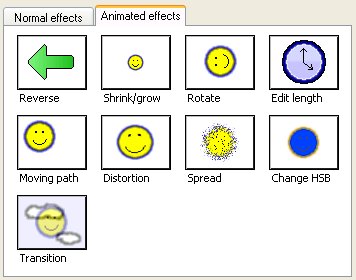 Normal effects Animated effects
Reverse Shrink/grow Rotate Edit length
Moving path Distortion Spread Change HSB
Transition